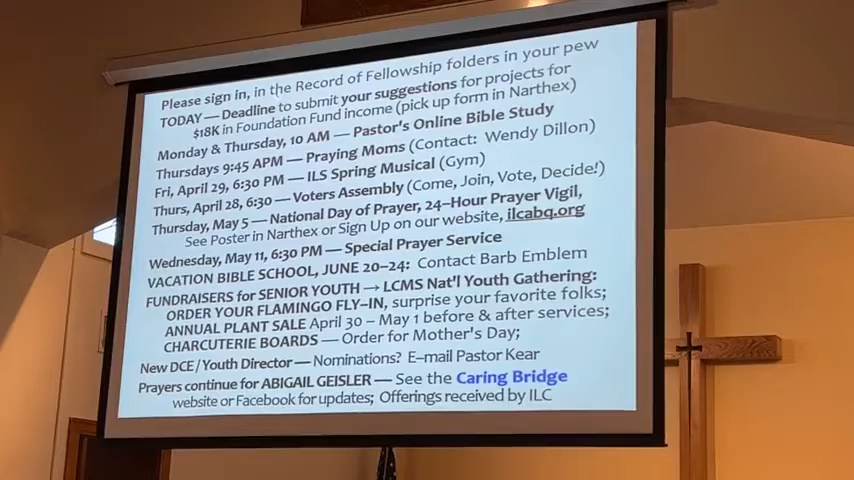 Please sign in, in the Record of Fellowship folders in your pew
TODAY — Deadline to submit your suggestions for projects for
$18K in Foundation Fund income (pick up form in Narthex)
Monday & Thursday, 10 AM — Pastor's Online Bible Study
Thursdays 9:45 APM — Praying Moms (Contact: Wendy Dillon)
Fri, April 29, 6:30 PM — ILS Spring Musical (Gym)
Thurs, April 28, 6:30 — Voters Assembly (Come, Join, Vote, Decide!)
Thursday, May 5 — National Day of Prayer, 24-Hour Prayer Vigil,
See Poster in Narthex or Sign Up on our website, ilcabq.org
Wednesday, May 11, 6:30 PM — Special Prayer Service
VACATION BIBLE SCHOOL, JUNE 20-24: Contact Barb Emblem
FUNDRAISERS for SENIOR YOUTH → LCMS Nat'l Youth Gathering:
ORDER YOUR FLAMINGO FLY-IN, surprise your favorite folks;
ANNUAL PLANT SALE April 30 – May 1 before & after services;
CHARCUTERIE BOARDS — Order for Mother's Day;
New DCE/Youth Director — Nominations? E-mail Pastor Kear
Prayers continue for ABIGAIL GEISLER — See the Caring Bridge
website or Facebook for updates; Offerings received by ILC